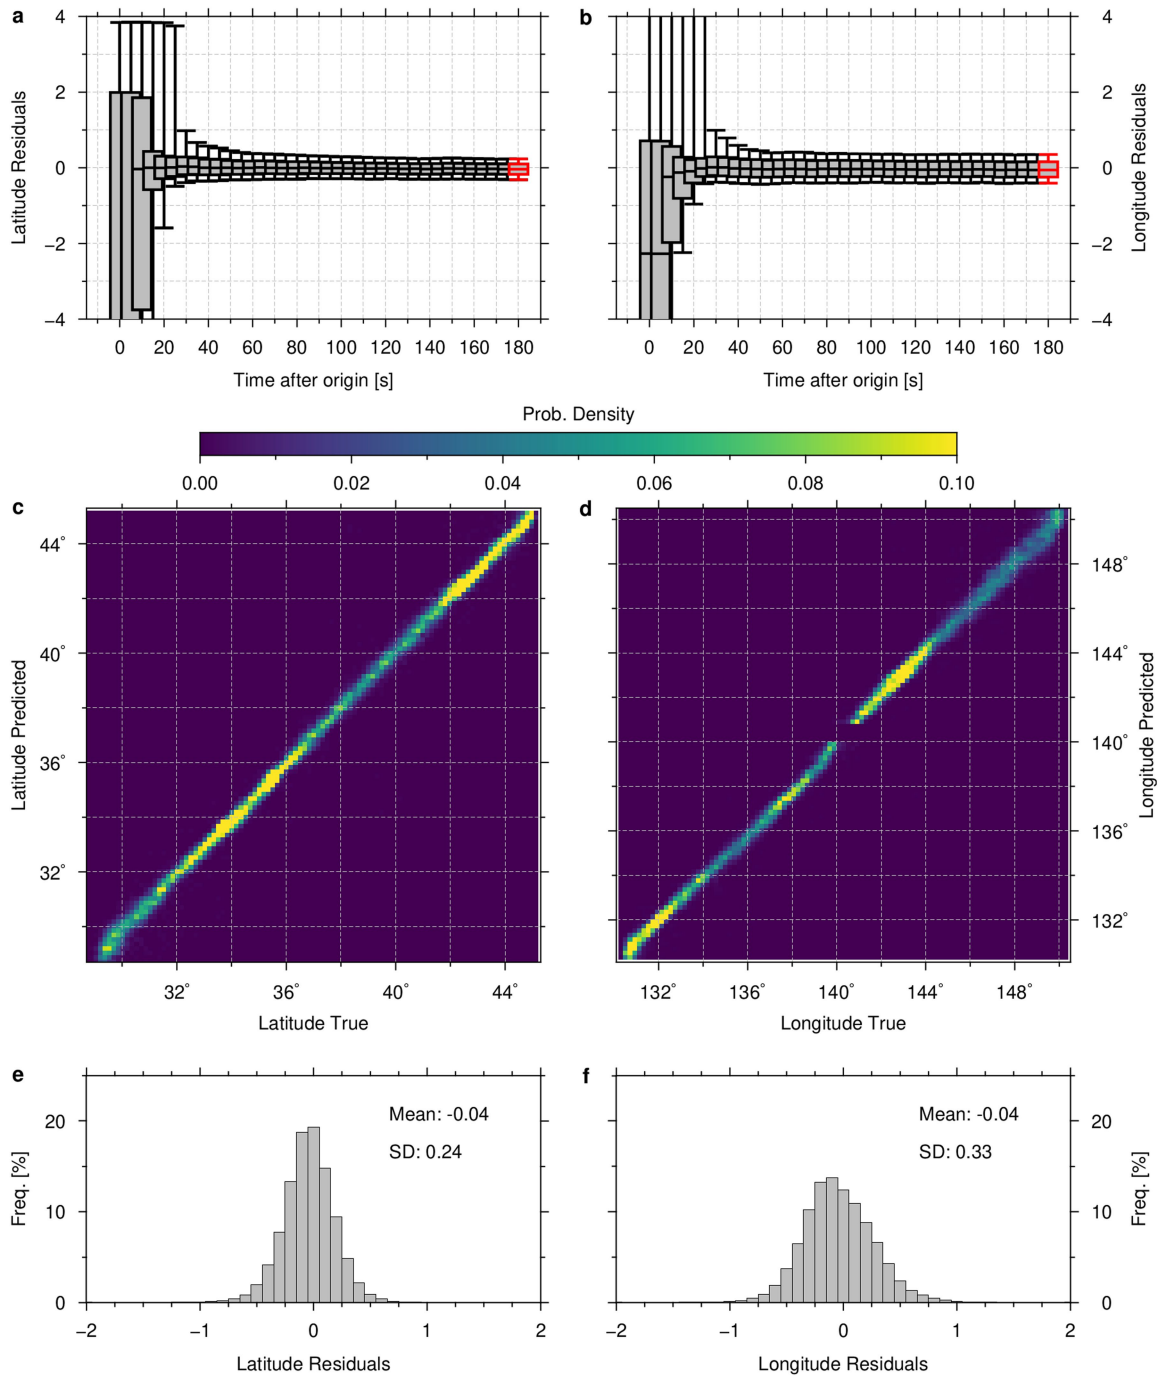 a
b
4
2
0
−2
−4
Latitude Residuals
4
2
0
−2
−4
Longitude Residuals
0 20 40 60 80 100 120 140 160 180
0 20 40 60 80 100 120 140 160 180
Time after origin [s]
Time after origin [s]
Prob. Density
0.00 0.02 0.04 0.06 0.08 0.10
c
d
44°
40°
36°
32°
Latitude Predicted
148°
144°
140°
136°
132°
Longitude Predicted
32° 36° 40° 44°
132° 136° 140° 144° 148°
Latitude True
Longitude True
e
f
Mean: -0.04
SD: 0.24
Mean: -0.04
SD: 0.33
20
10
0
Freq. [%]
20
10
0
Freq. [%]
−2 −1 0 1 2
−2 −1 0 1 2
Latitude Residuals
Longitude Residuals